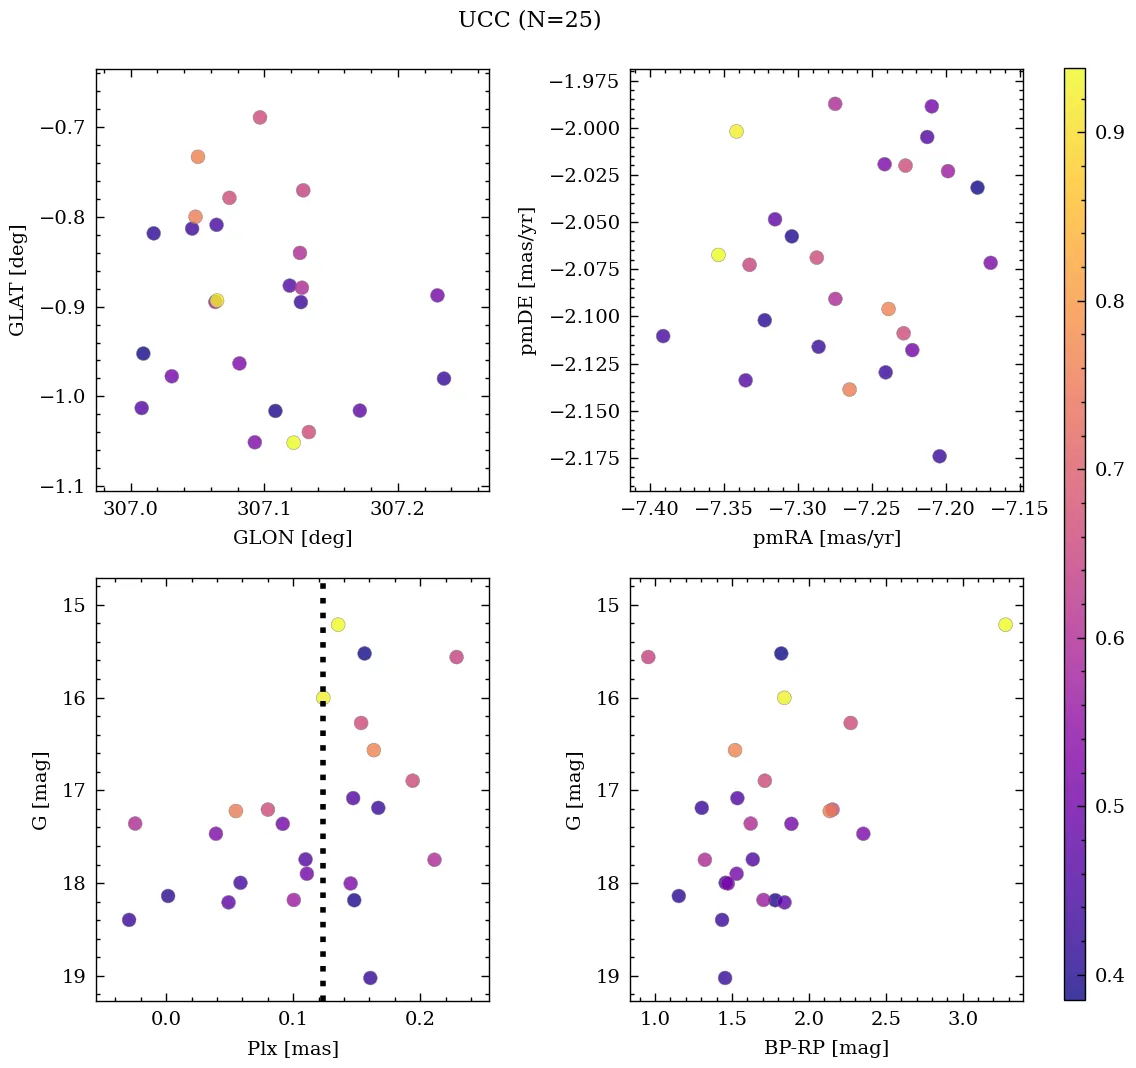 UCC (N=25)
−0.7
−0.8
−0.9
−1.0
−1.1
GLAT [deg]
307.0 307.1 307.2
GLON [deg]
−1.975
−2.000
−2.025
−2.050
−2.075
−2.100
−2.125
−2.150
−2.175
pmDE [mas/yr]
−7.40 −7.35 −7.30 −7.25 −7.20 −7.15
pmRA [mas/yr]
15
16
17
18
19
G [mag]
0.0 0.1 0.2
Plx [mas]
15
16
17
18
19
G [mag]
1.0 1.5 2.0 2.5 3.0
BP-RP [mag]
0.9
0.8
0.7
0.6
0.5
0.4